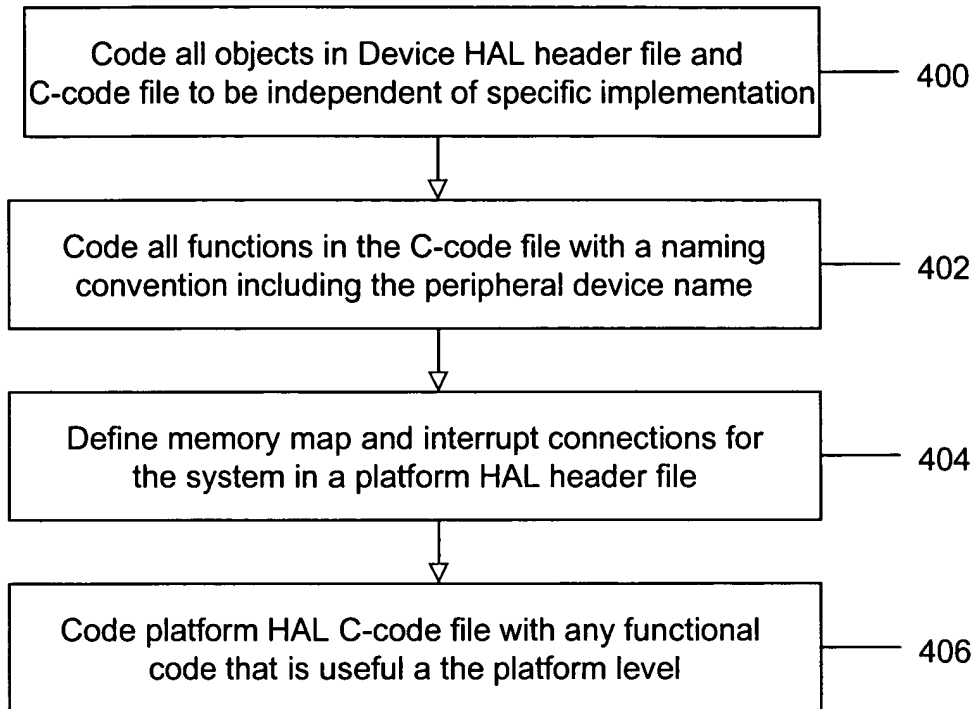 Code all objects in Device HAL header file and
C-code file to be independent of specific implementation
400
Code all functions in the C-code file with a naming
convention including the peripheral device name
402
Define memory map and interrupt connections for
the system in a platform HAL header file
404
Code platform HAL C-code file with any functional
code that is useful a the platform level
406